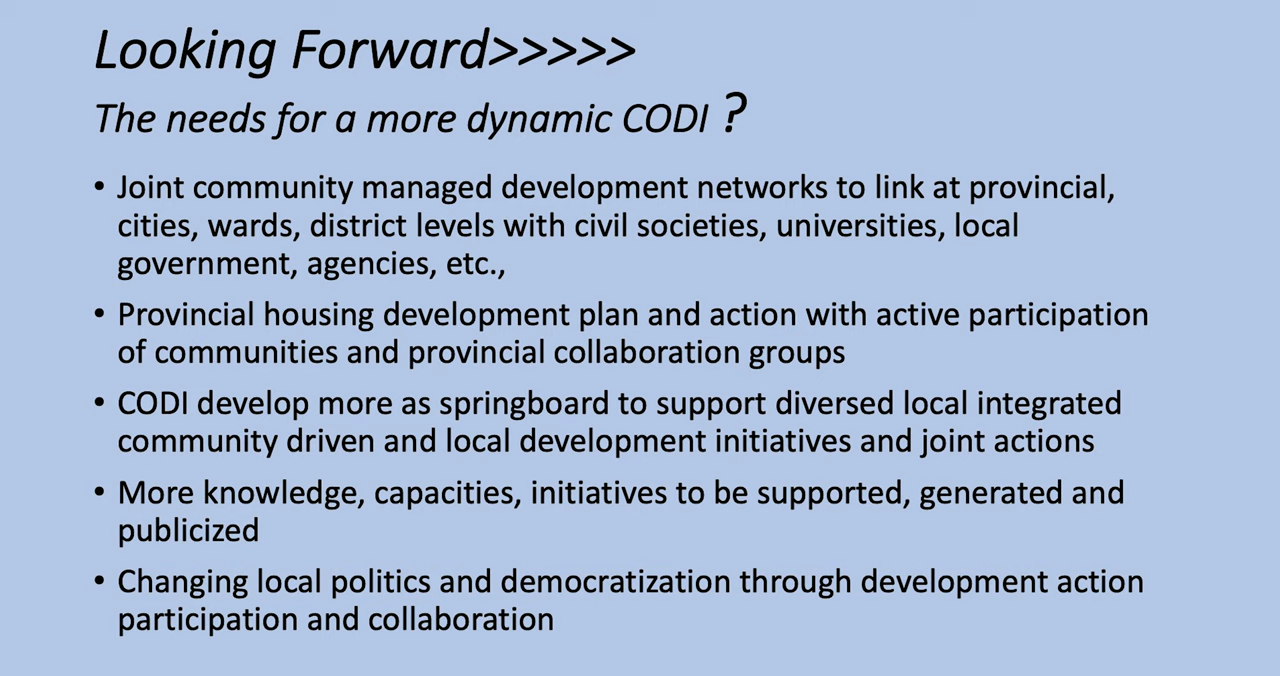 Looking Forward>>>>>
The needs for a more dynamic CODI ?
• Joint community managed development networks to link at provincial,
cities, wards, district levels with civil societies, universities, local
government, agencies, etc.,
• Provincial housing development plan and action with active participation
of communities and provincial collaboration groups
• CODI develop more as springboard to support diversed local integrated
community driven and local development initiatives and joint actions
• More knowledge, capacities, initiatives to be supported, generated and
publicized
• Changing local politics and democratization through development action
participation and collaboration